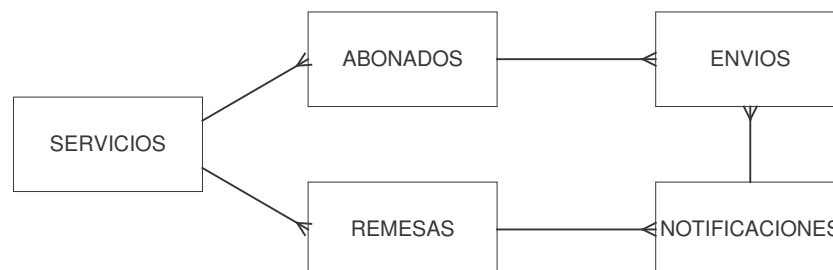 ABONADOS
ENVIOS
SERVICIOS
REMESAS
NOTIFICACIONES